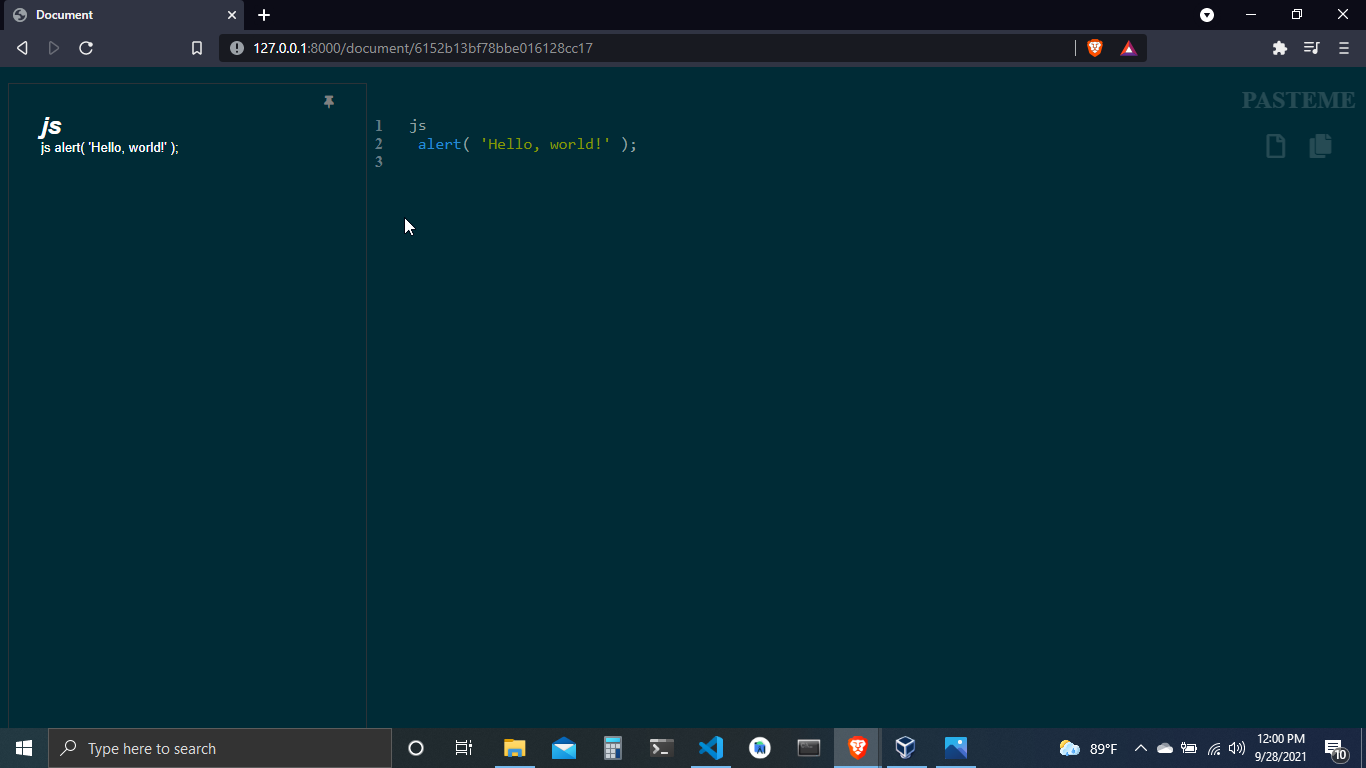 Document
127.0.0.1:8000/document/6152b13bf78bbe016128cc17
PASTEME
js
js alert( 'Hello, world!' );
1 js
2 alert( 'Hello, world!' );
3
Type here to search
89°F
12:00 PM
9/28/2021
10